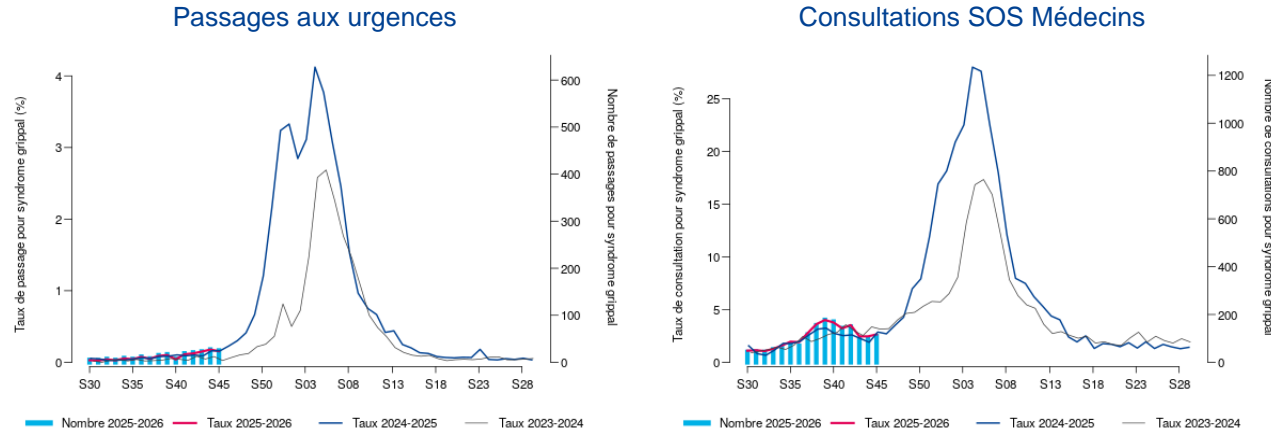 Passages aux urgences
Taux de passage pour syndrome grippal (%)
4
3
2
1
0
600
500
400
300
200
100
0
Nombre de passages pour syndrome grippal
S30 S35 S40 S45 S50 S03 S08 S13 S18 S23 S28
Nombre 2025-2026 Taux 2025-2026 Taux 2024-2025 Taux 2023-2024
Consultations SOS Médecins
Taux de consultation pour syndrome grippal (%)
25
20
15
10
5
0
1200
1000
800
600
400
200
0
Nombre de consultations pour syndrome grippal
S30 S35 S40 S45 S50 S03 S08 S13 S18 S23 S28
Nombre 2025-2026 Taux 2025-2026 Taux 2024-2025 Taux 2023-2024